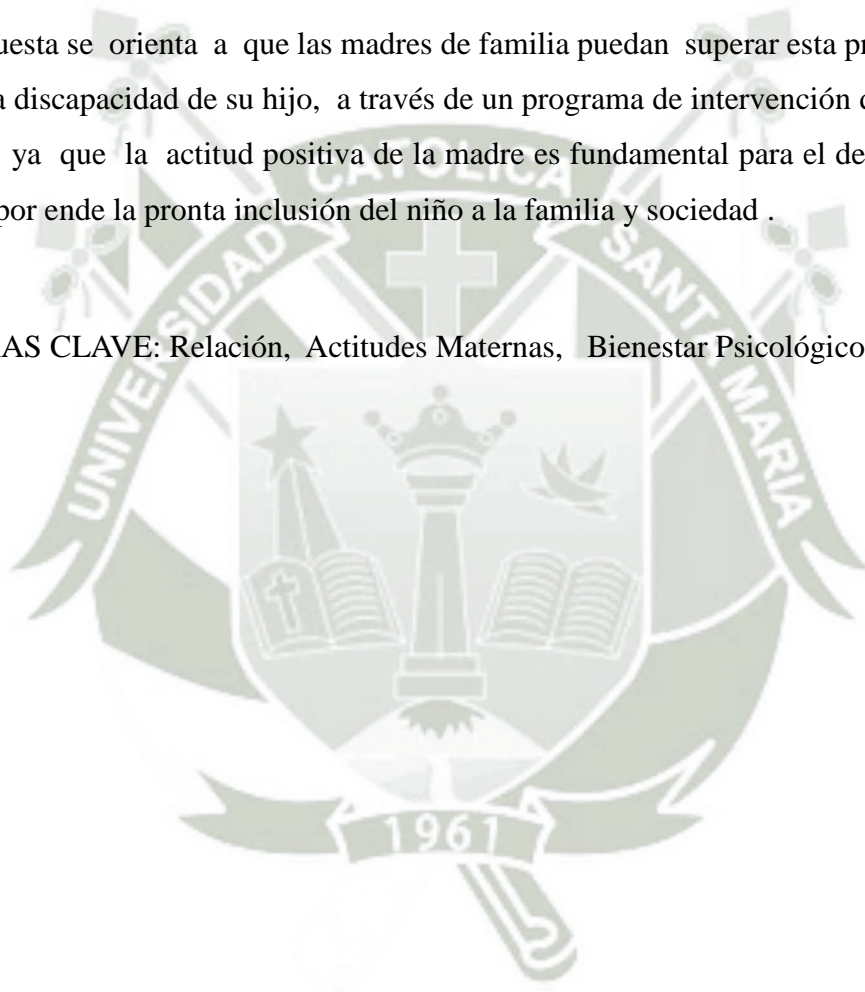 uesta se orienta a que las madres de familia puedan superar esta pr
a discapacidad de su hijo, a través de un programa de intervención
ya que la actitud positiva de la madre es fundamental para el de
por ende la pronta inclusión del niño a la familia y sociedad .
AS CLAVE: Relación, Actitudes Maternas, Bienestar Psicológico
UNIVERSIDAD CATOLICA SANTA MARIA
1961